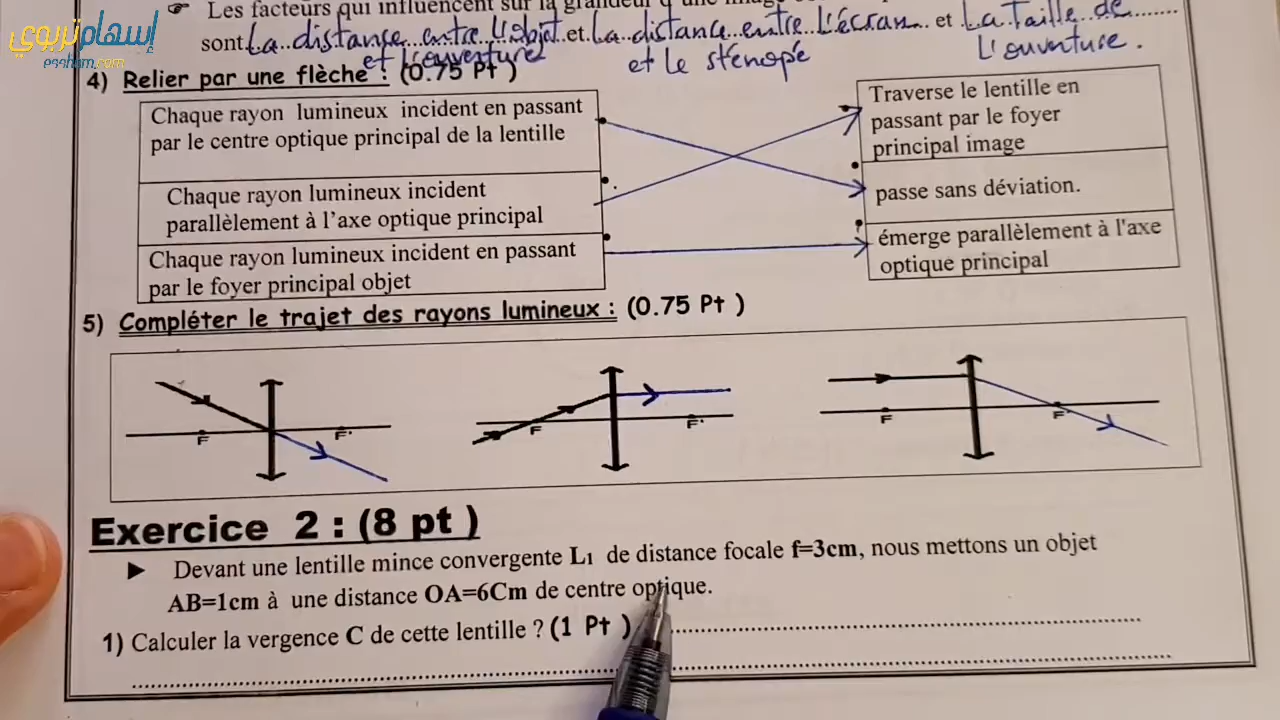 إسهام تربوي
essham.com
☞ Les facteurs qui influencent sur la grandeur d'une image
sont La distance entre L'objet et La distance entre L'écran et La Taille de
et L'ouverture et le sténopé L'ouverture.
4) Relier par une flèche : (0.75 Pt )
Chaque rayon lumineux incident en passant
par le centre optique principal de la lentille
Chaque rayon lumineux incident
parallèlement à l'axe optique principal
Chaque rayon lumineux incident en passant
par le foyer principal objet
Traverse le lentille en
passant par le foyer
principal image
passe sans déviation.
émerge parallèlement à l'axe
optique principal
5) Compléter le trajet des rayons lumineux : (0.75 Pt )
F F'
F F'
F F'
Exercice 2 : (8 pt )
► Devant une lentille mince convergente L1 de distance focale f=3cm, nous mettons un objet
AB=1cm à une distance OA=6Cm de centre optique.
1) Calculer la vergence C de cette lentille ? (1 Pt )